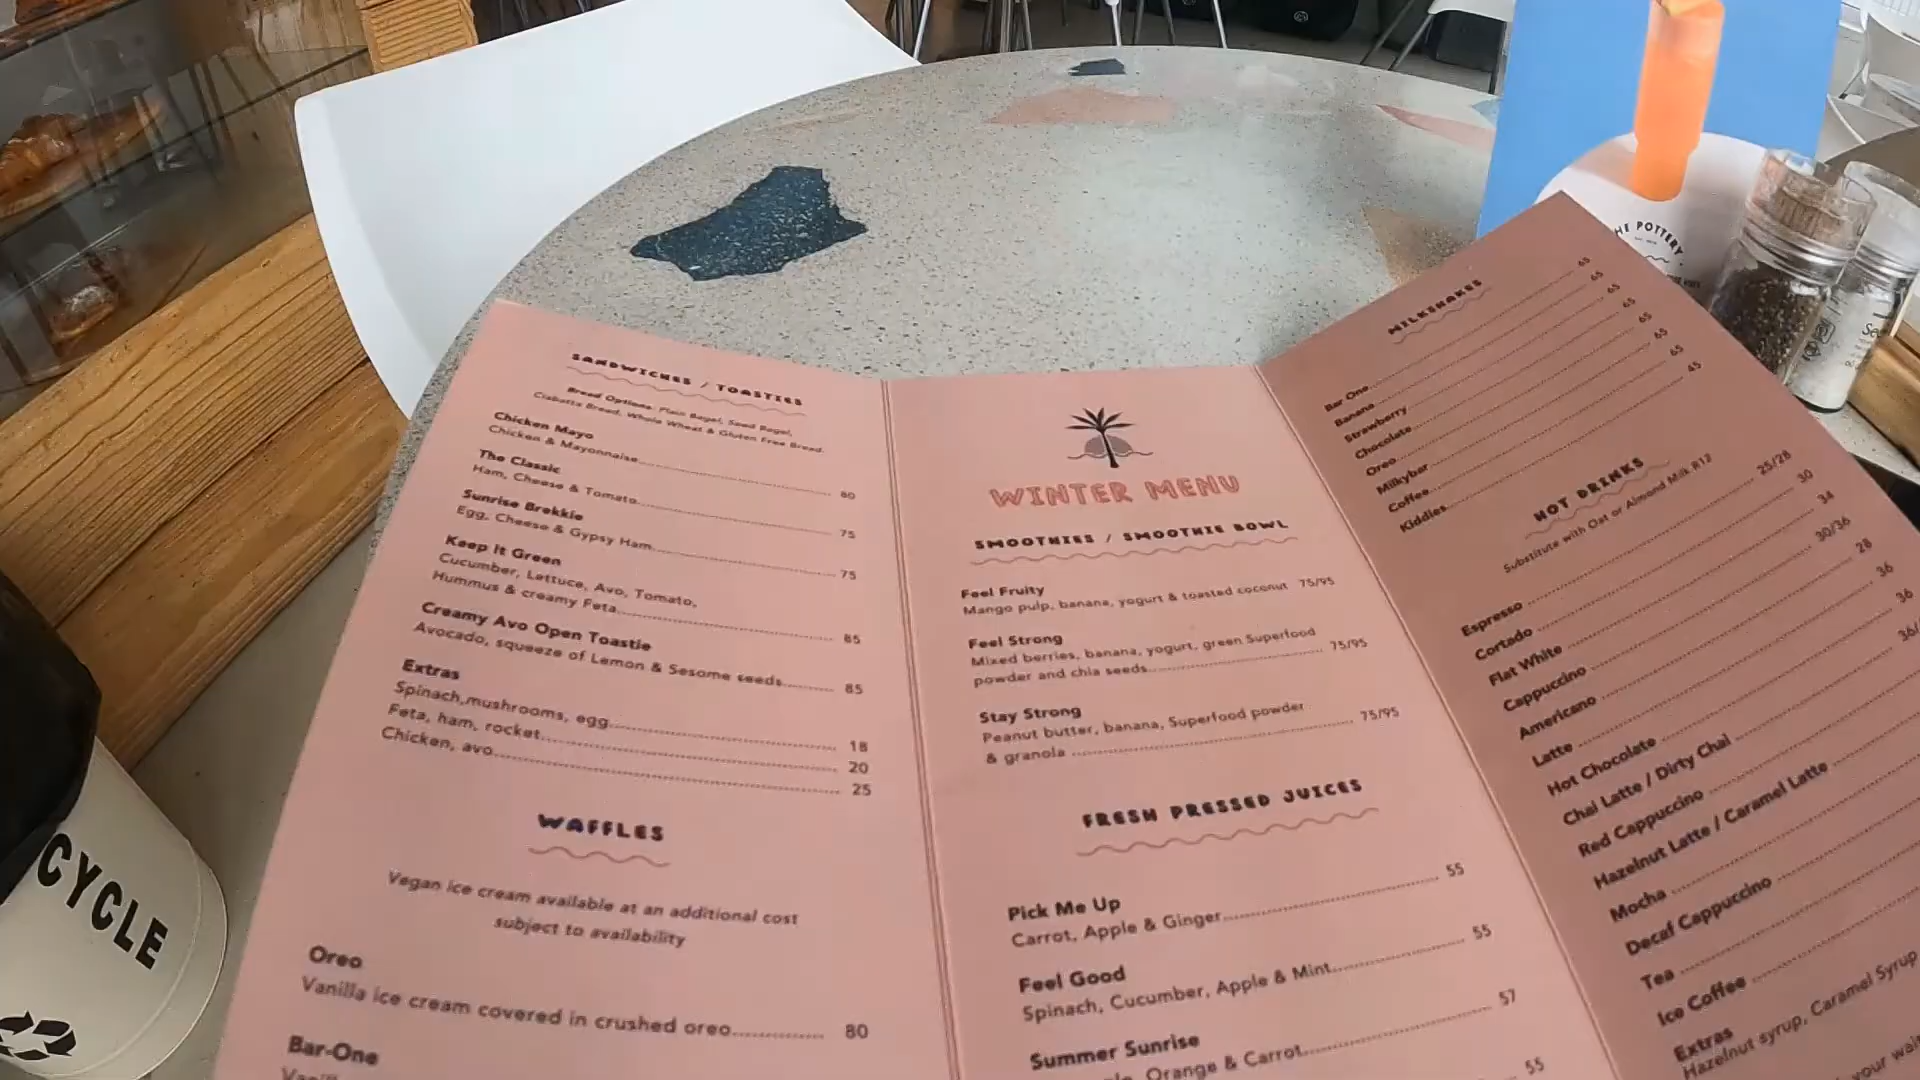 SANDWICHES / TOASTIES
Bread Options: Plain Bagel, Seed Bagel,
Ciabatta Bread, Whole Wheat & Gluten Free Bread.
Chicken Mayo
Chicken & Mayonnaise 80
The Classic
Ham, Cheese & Tomato 75
Sunrise Brekkie
Egg, Cheese & Gypsy Ham 75
Keep It Green
Cucumber, Lettuce, Avo, Tomato,
Hummus & creamy Feta 85
Creamy Avo Open Toastie
Avocado, squeeze of Lemon & Sesame seeds 85
Extras
Spinach,mushrooms, egg 18
Feta, ham, rocket 20
Chicken, avo 25
WAFFLES
Vegan ice cream available at an additional cost
subject to availability
Oreo
Vanilla ice cream covered in crushed oreo 80
Bar-One
WINTER MENU
SMOOTHIES / SMOOTHIE BOWL
Feel Fruity
Mango pulp, banana, yogurt & toasted coconut 75/95
Feel Strong
Mixed berries, banana, yogurt, green Superfood
powder and chia seeds 75/95
Stay Strong
Peanut butter, banana, Superfood powder
& granola 75/95
FRESH PRESSED JUICES
Pick Me Up
Carrot, Apple & Ginger 55
Feel Good
Spinach, Cucumber, Apple & Mint 55
Summer Sunrise
Orange & Carrot 57
55
MILKSHAKES
Bar One 65
Banana 65
Strawberry 65
Chocolate 65
Oreo 65
Milkybar 65
Coffee 65
Kiddies 45
HOT DRINKS
Substitute with Oat or Almond Milk R12
Espresso 25/28
Cortado 30
Flat White 34
Cappuccino 30/36
Americano 28
Latte 36
Hot Chocolate 36
Chai Latte / Dirty Chai 36/
Red Cappuccino
Hazelnut Latte / Caramel Latte
Mocha
Decaf Cappuccino
Tea
Ice Coffee
Extras
Hazelnut syrup, Caramel Syrup
your
THE POTTERY
CYCLE